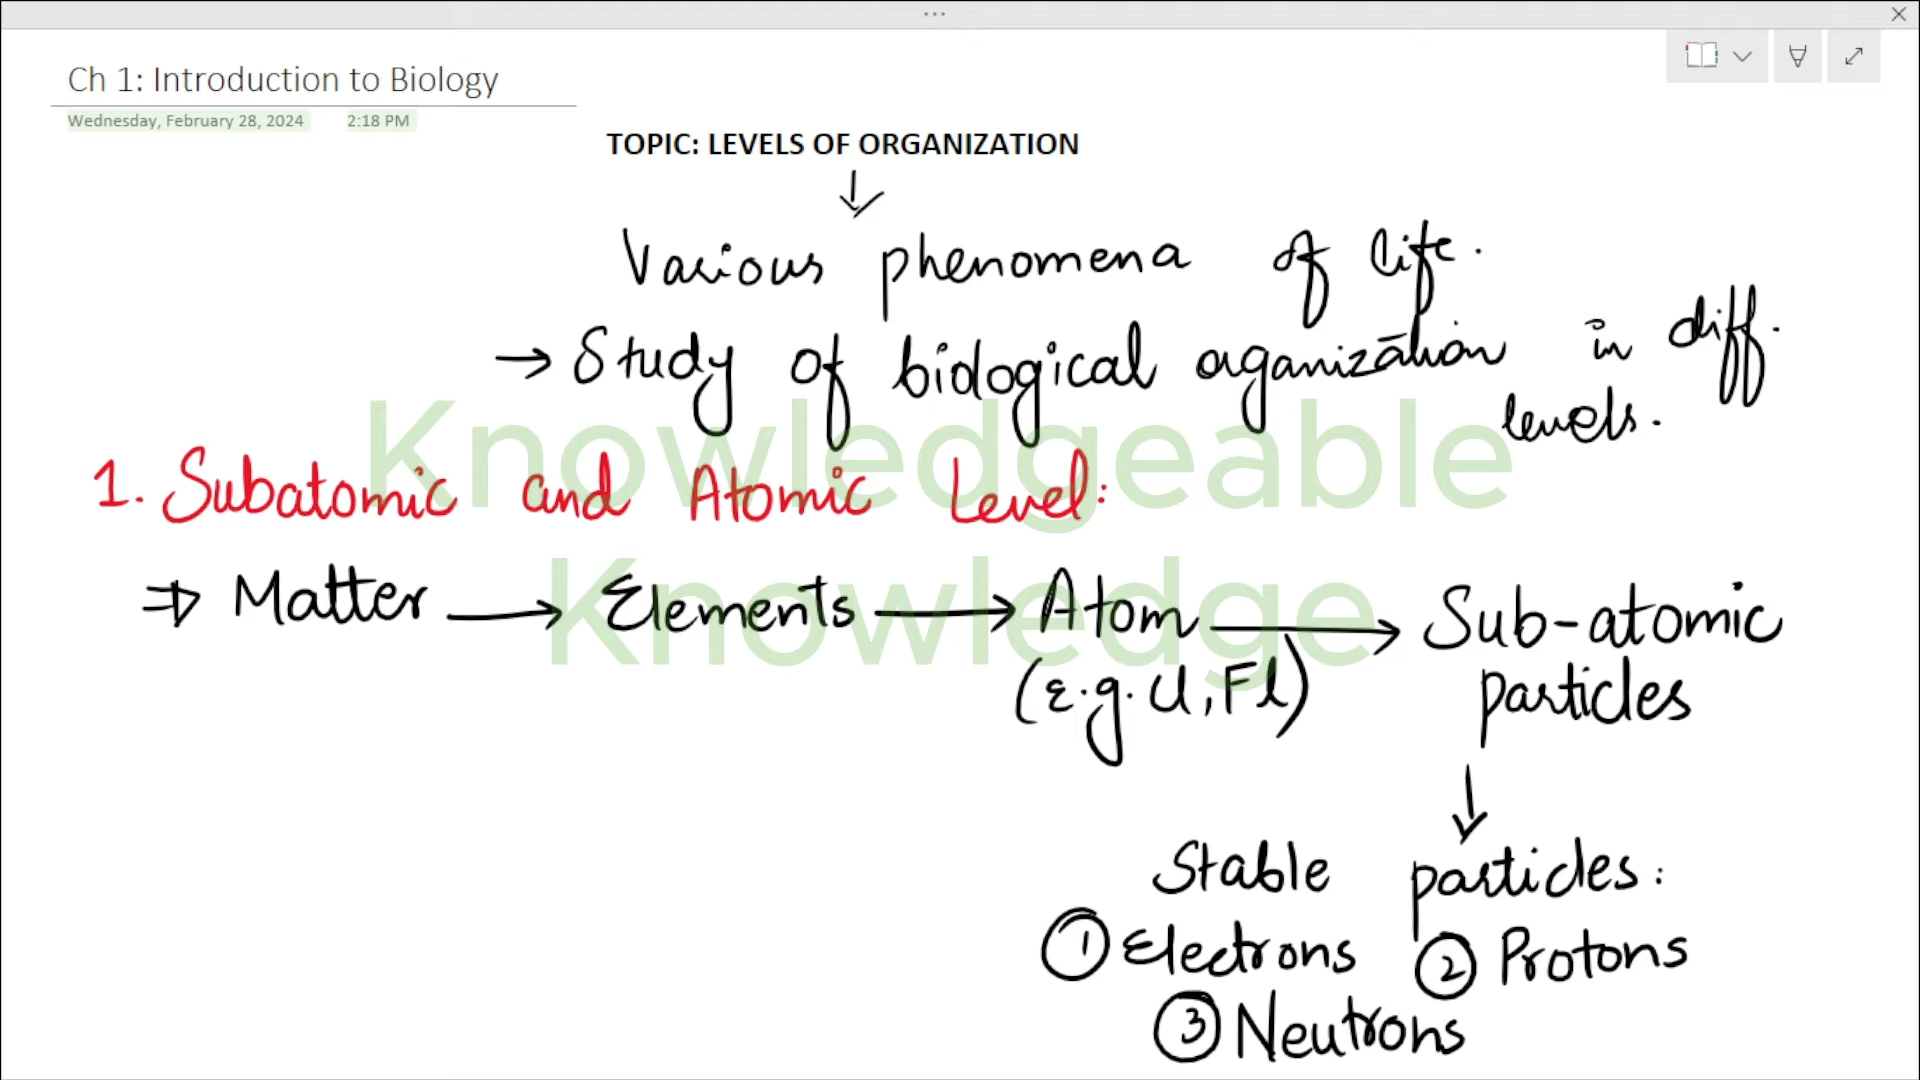 Ch 1: Introduction to Biology
Wednesday, February 28, 2024 2:18 PM
TOPIC: LEVELS OF ORGANIZATION
Various phenomena of life.
→ Study of biological organization in diff.
levels.
Knowledgeable
1. Subatomic and Atomic Level:
Knowledge
⇒ Matter → Elements → Atom → Sub-atomic
(E.g. Cl, Fl) particles
Stable particles:
① Electrons ② Protons
③ Neutrons